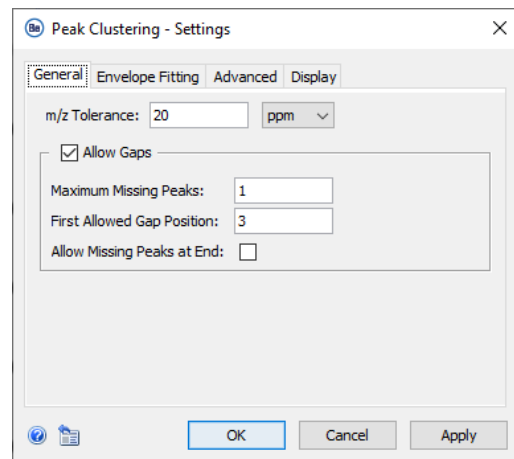 Be Peak Clustering - Settings
General Envelope Fitting Advanced Display
m/z Tolerance: 20 ppm
Allow Gaps
Maximum Missing Peaks: 1
First Allowed Gap Position: 3
Allow Missing Peaks at End:
OK Cancel Apply